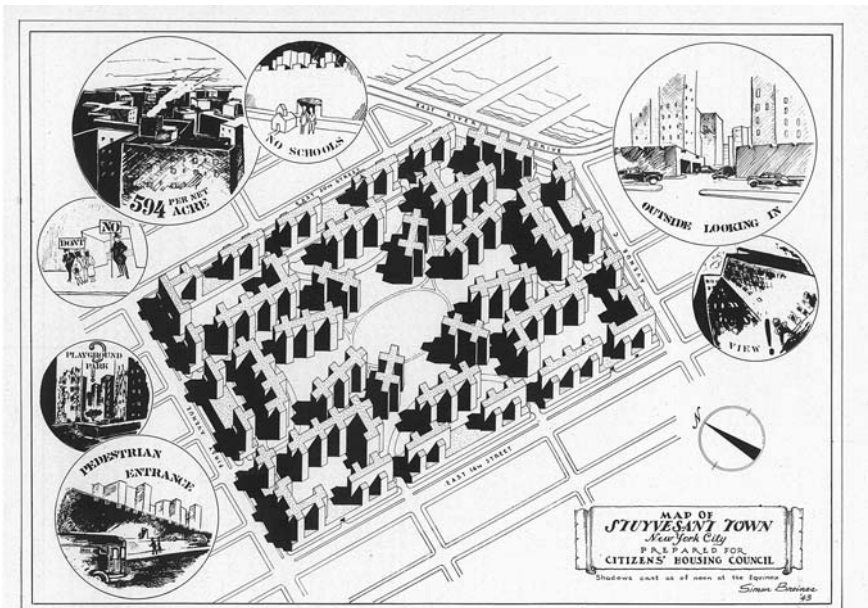 594 PER NET
ACRE
NO SCHOOLS
DONT
NO
?
PLAYGROUND
PARK
PEDESTRIAN
ENTRANCE
OUTSIDE LOOKING IN
VIEW !
EAST RIVER DRIVE
EAST 20TH STREET
FIRST AVENUE
EAST 14TH STREET
N
MAP OF
STUYVESANT TOWN
New York City
PREPARED FOR
CITIZENS' HOUSING COUNCIL
Shadows cast as of noon at the Equinox
Simon Breines
'43